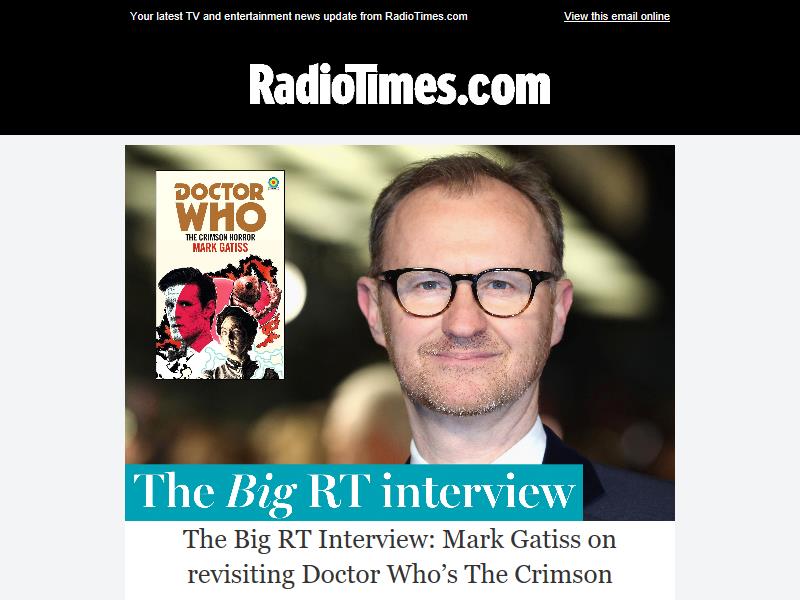 Your latest TV and entertainment news update from RadioTimes.com
View this email online
RadioTimes.com
DOCTOR
WHO
THE CRIMSON HORROR
MARK GATISS
The Big RT interview
The Big RT Interview: Mark Gatiss on
revisiting Doctor Who’s The Crimson